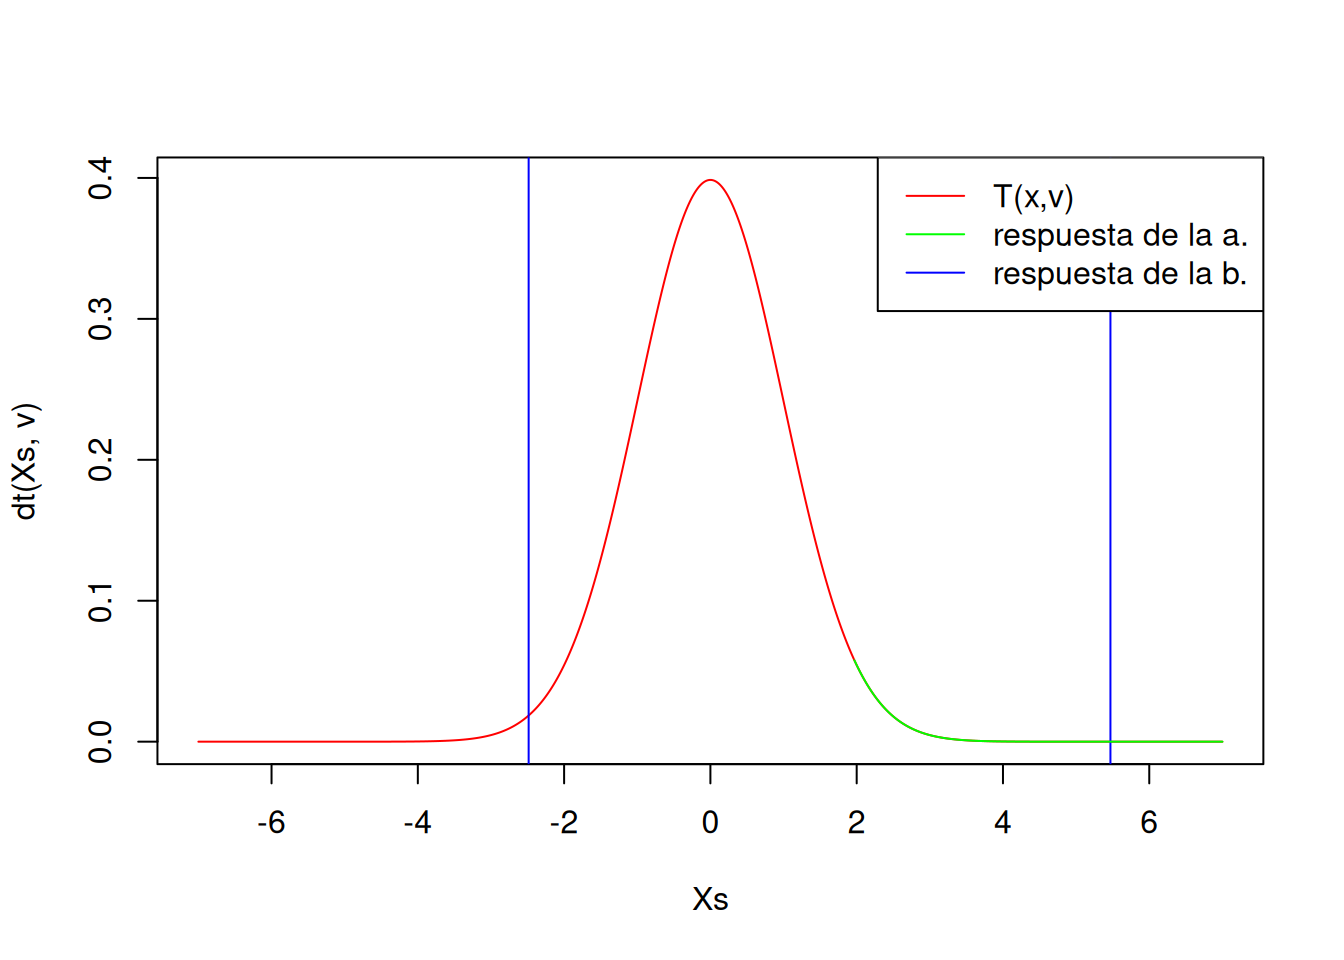 T(x,v)
respuesta de la a.
respuesta de la b.
0.4
0.3
0.2
0.1
0.0
dt(Xs, v)
-6 -4 -2 0 2 4 6
Xs